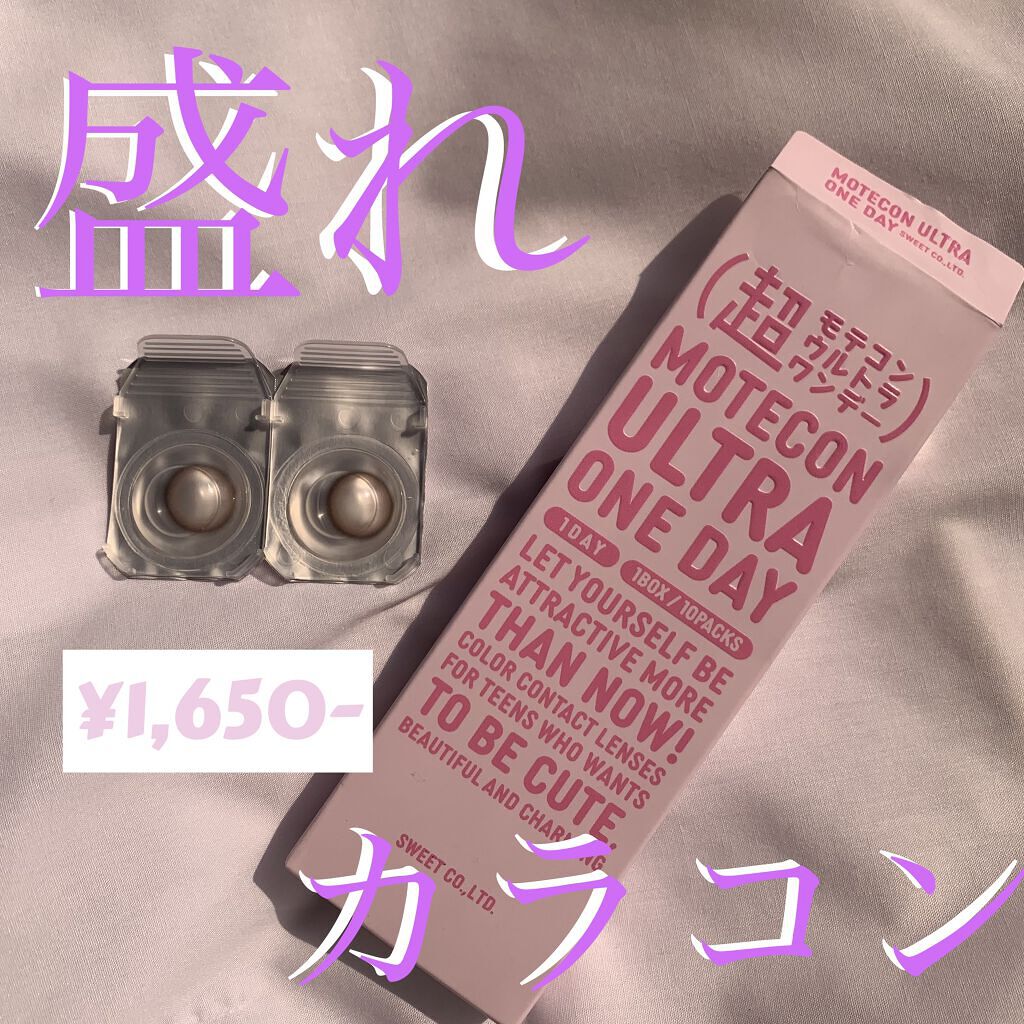 盛れ
MOTECON ULTRA
ONE DAY SWEET CO.,LTD.
(超 モテコン
ウルトラ
ワンデー)
MOTECON
ULTRA
ONE DAY
1DAY 1BOX/10PACKS
LET YOURSELF BE
ATTRACTIVE MORE
THAN NOW!
COLOR CONTACT LENSES
FOR TEENS WHO WANTS
TO BE CUTE,
BEAUTIFUL AND CHARMING.
SWEET CO.,LTD.
¥1,650-
カラコン